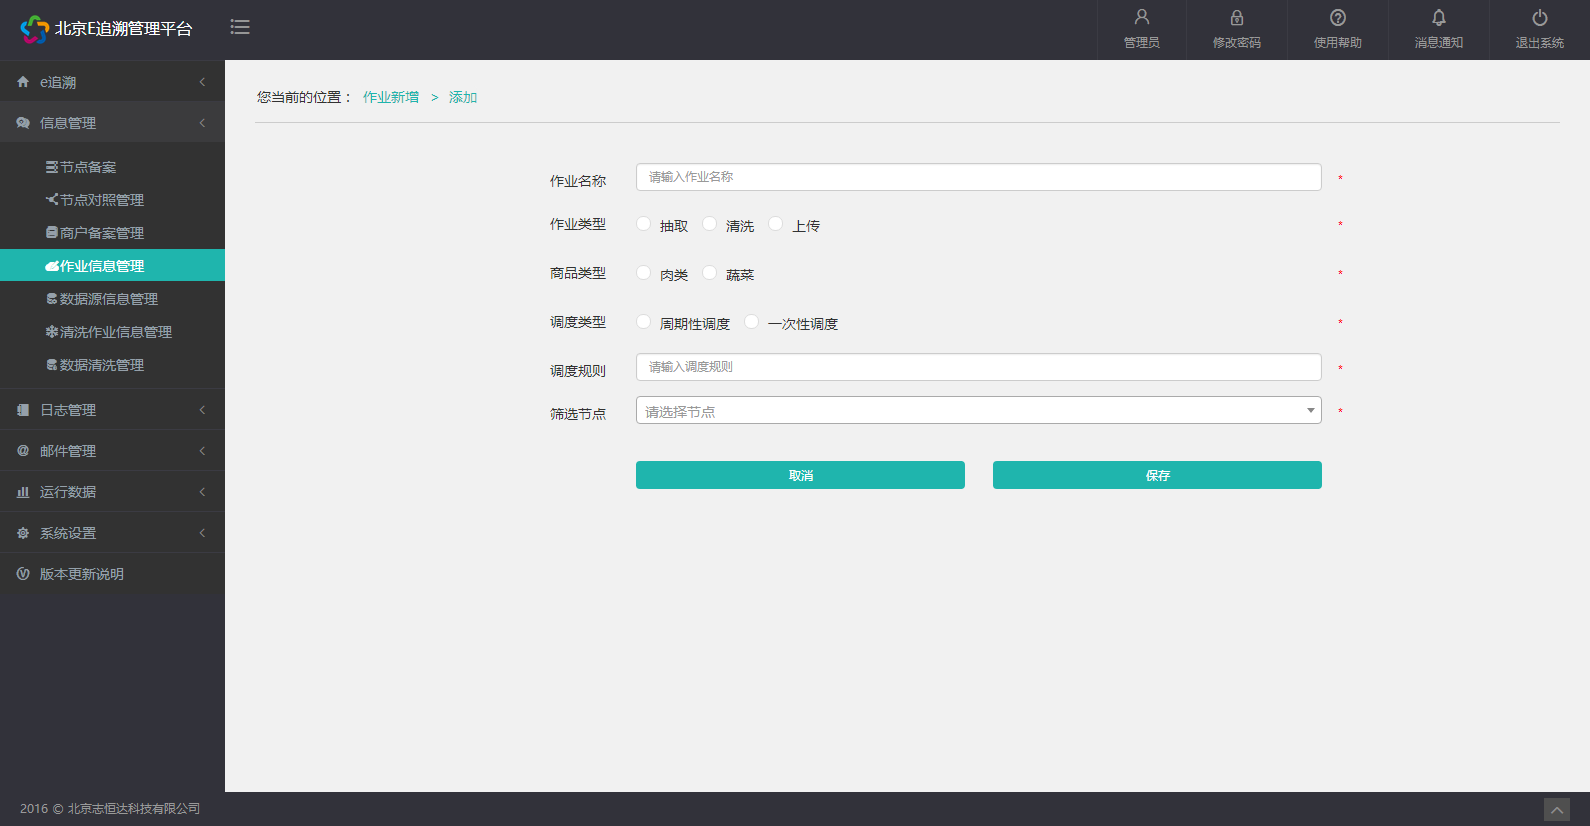 北京E追溯管理平台
管理员
修改密码
使用帮助
消息通知
退出系统
e追溯
信息管理
节点备案
节点对照管理
商户备案管理
作业信息管理
数据源信息管理
清洗作业信息管理
数据清洗管理
日志管理
邮件管理
运行数据
系统设置
版本更新说明
您当前的位置： 作业新增 > 添加
作业名称 请输入作业名称 *
作业类型 抽取 清洗 上传 *
商品类型 肉类 蔬菜 *
调度类型 周期性调度 一次性调度 *
调度规则 请输入调度规则 *
筛选节点 请选择节点 *
取消 保存
2016 © 北京志恒达科技有限公司